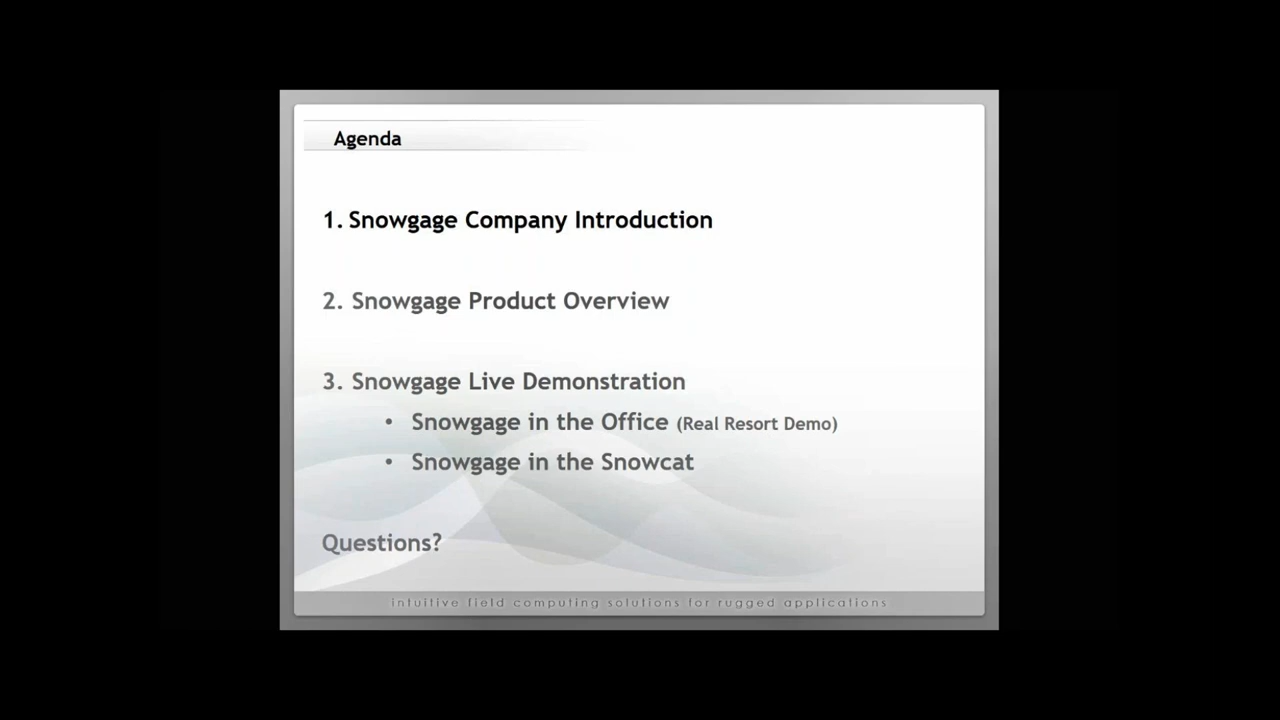 Agenda
1. Snowgage Company Introduction
2. Snowgage Product Overview
3. Snowgage Live Demonstration
• Snowgage in the Office (Real Resort Demo)
• Snowgage in the Snowcat
Questions?
intuitive field computing solutions for rugged applications